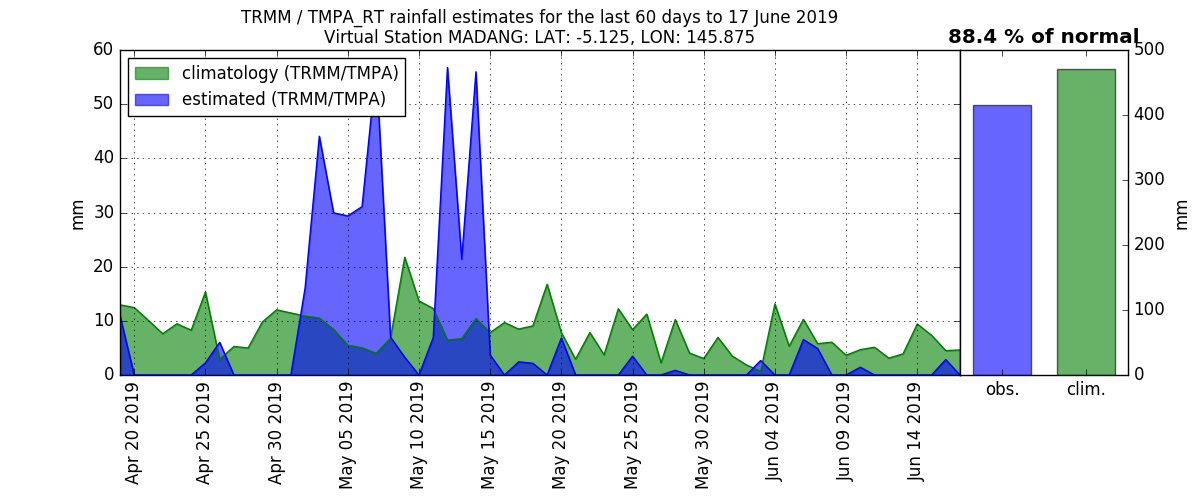 TRMM / TMPA_RT rainfall estimates for the last 60 days to 17 June 2019
Virtual Station MADANG: LAT: -5.125, LON: 145.875
88.4 % of normal
climatology (TRMM/TMPA)
estimated (TRMM/TMPA)
60
50
40
30
20
10
0
mm
Apr 20 2019
Apr 25 2019
Apr 30 2019
May 05 2019
May 10 2019
May 15 2019
May 20 2019
May 25 2019
May 30 2019
Jun 04 2019
Jun 09 2019
Jun 14 2019
obs.
clim.
500
400
300
200
100
0
mm